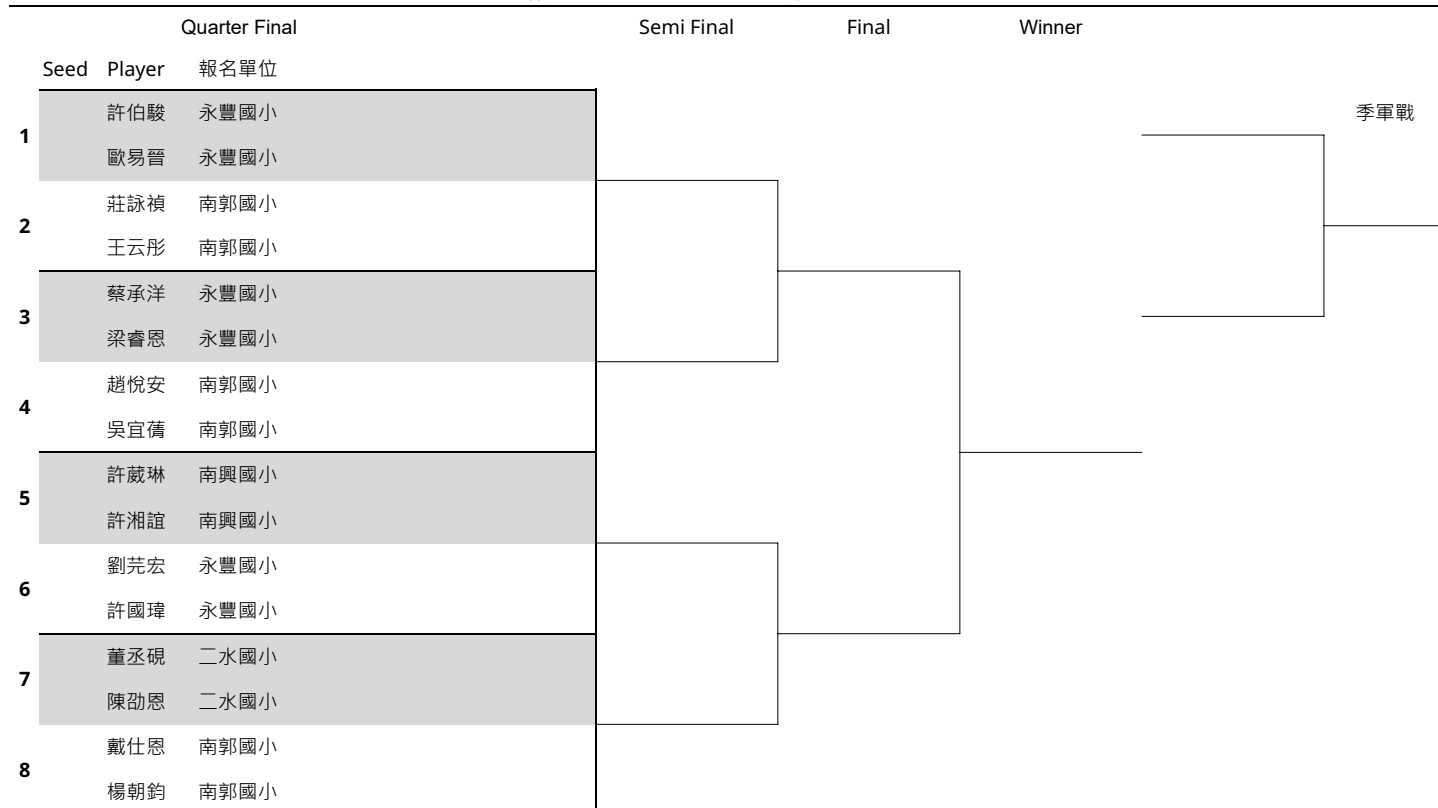 Quarter Final Semi Final Final Winner
Seed Player 報名單位
許伯駿 永豐國小 季軍戰
1
歐易晉 永豐國小
莊詠禎 南郭國小
2
王云彤 南郭國小
蔡承洋 永豐國小
3
梁睿恩 永豐國小
趙悅安 南郭國小
4
吳宜蒨 南郭國小
許葳琳 南興國小
5
許湘誼 南興國小
劉芫宏 永豐國小
6
許國瑋 永豐國小
董丞硯 二水國小
7
陳劭恩 二水國小
戴仕恩 南郭國小
8
楊朝鈞 南郭國小